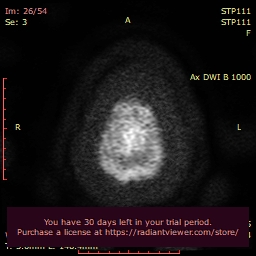 Im: 26/54
Se: 3
A
STP111
STP111
F
Ax DWI B 1000
R
L
You have 30 days left in your trial period.
Purchase a license at https://radiantviewer.com/store/